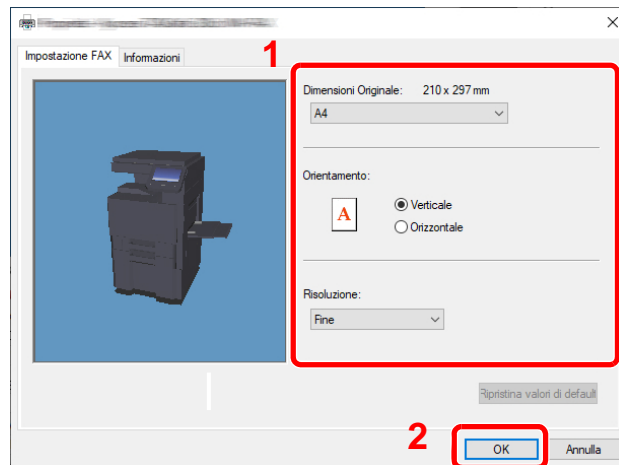 Impostazione FAX Informazioni
1
Dimensioni Originale: 210 x 297 mm
A4
Orientamento:
A
Verticale
Orizzontale
Risoluzione:
Fine
Ripristina valori di default
2
OK Annulla